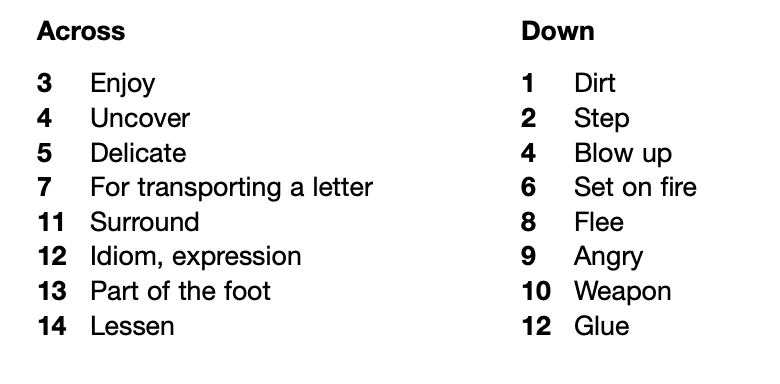 Across
3 Enjoy
4 Uncover
5 Delicate
7 For transporting a letter
11 Surround
12 Idiom, expression
13 Part of the foot
14 Lessen
Down
1 Dirt
2 Step
4 Blow up
6 Set on fire
8 Flee
9 Angry
10 Weapon
12 Glue